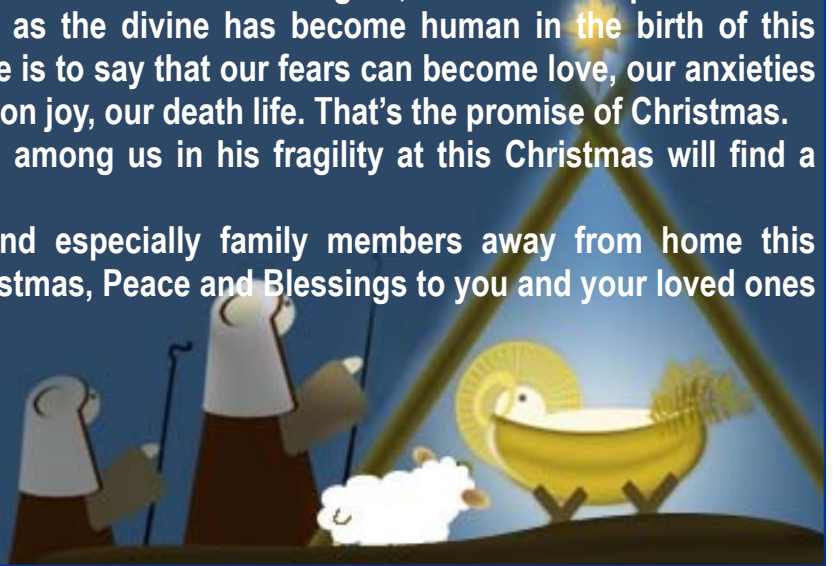 as the divine has become human in the birth of this
e is to say that our fears can become love, our anxieties
on joy, our death life. That’s the promise of Christmas.
among us in his fragility at this Christmas will find a
nd especially family members away from home this
stmas, Peace and Blessings to you and your loved ones